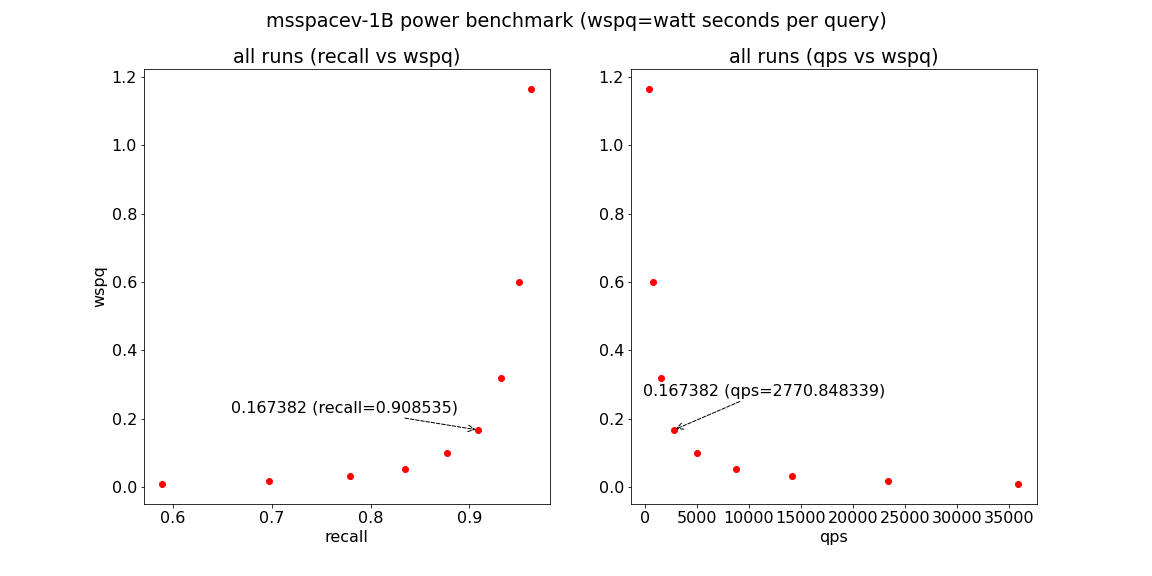 msspacev-1B power benchmark (wspq=watt seconds per query)
all runs (recall vs wspq)
1.2
1.0
0.8
0.6
0.4
0.2
0.0
wspq
0.167382 (recall=0.908535)
0.6 0.7 0.8 0.9
recall
all runs (qps vs wspq)
1.2
1.0
0.8
0.6
0.4
0.2
0.0
0.167382 (qps=2770.848339)
0 5000 10000 15000 20000 25000 30000 35000
qps